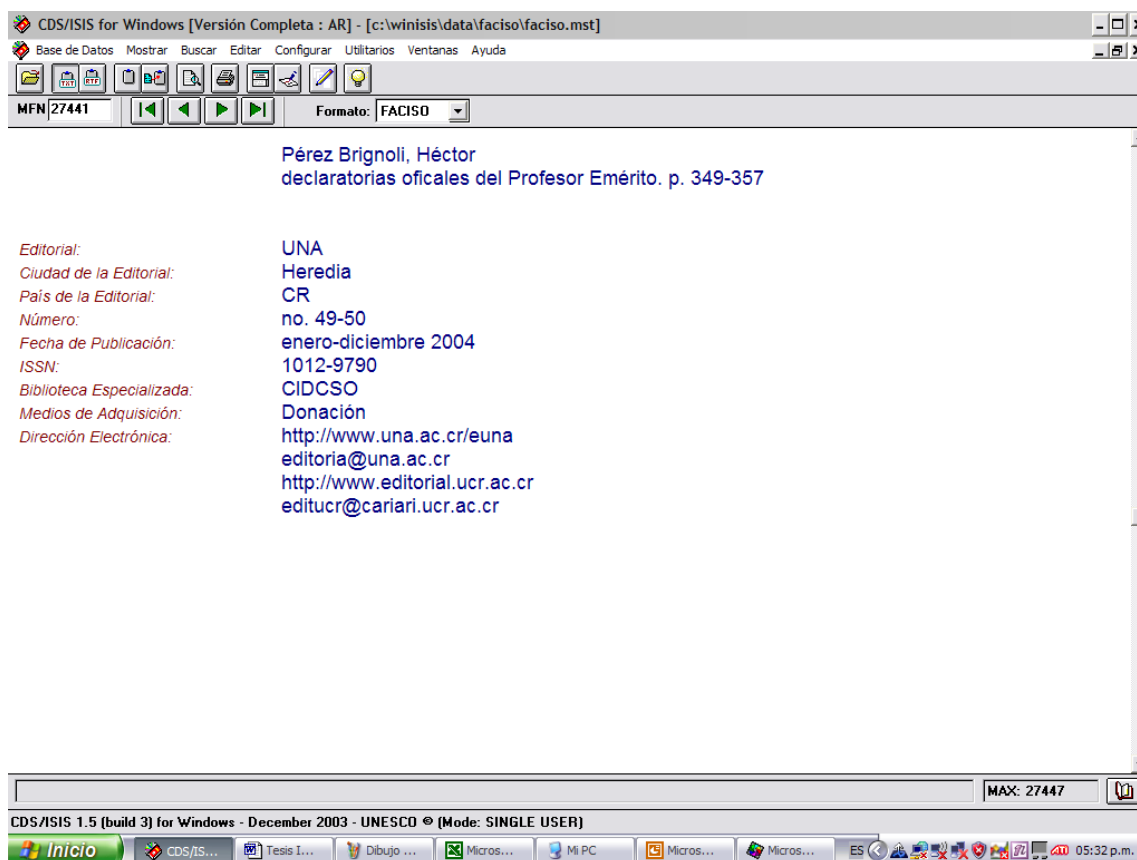 CDS/ISIS for Windows [Versión Completa : AR] - [c:\winisis\data\faciso\faciso.mst]
Base de Datos Mostrar Buscar Editar Configurar Utilitarios Ventanas Ayuda
TXT RTF
MFN 27441 Formato: FACISO
Pérez Brignoli, Héctor
declaratorias oficales del Profesor Emérito. p. 349-357
Editorial: UNA
Ciudad de la Editorial: Heredia
País de la Editorial: CR
Número: no. 49-50
Fecha de Publicación: enero-diciembre 2004
ISSN: 1012-9790
Biblioteca Especializada: CIDCSO
Medios de Adquisición: Donación
Dirección Electrónica: http://www.una.ac.cr/euna
editoria@una.ac.cr
http://www.editorial.ucr.ac.cr
editucr@cariari.ucr.ac.cr
MAX: 27447
CDS/ISIS 1.5 (build 3) for Windows - December 2003 - UNESCO © (Mode: SINGLE USER)
Inicio CDS/IS... Tesis I... Dibujo ... Micros... Mi PC Micros... Micros... ES 05:32 p.m.